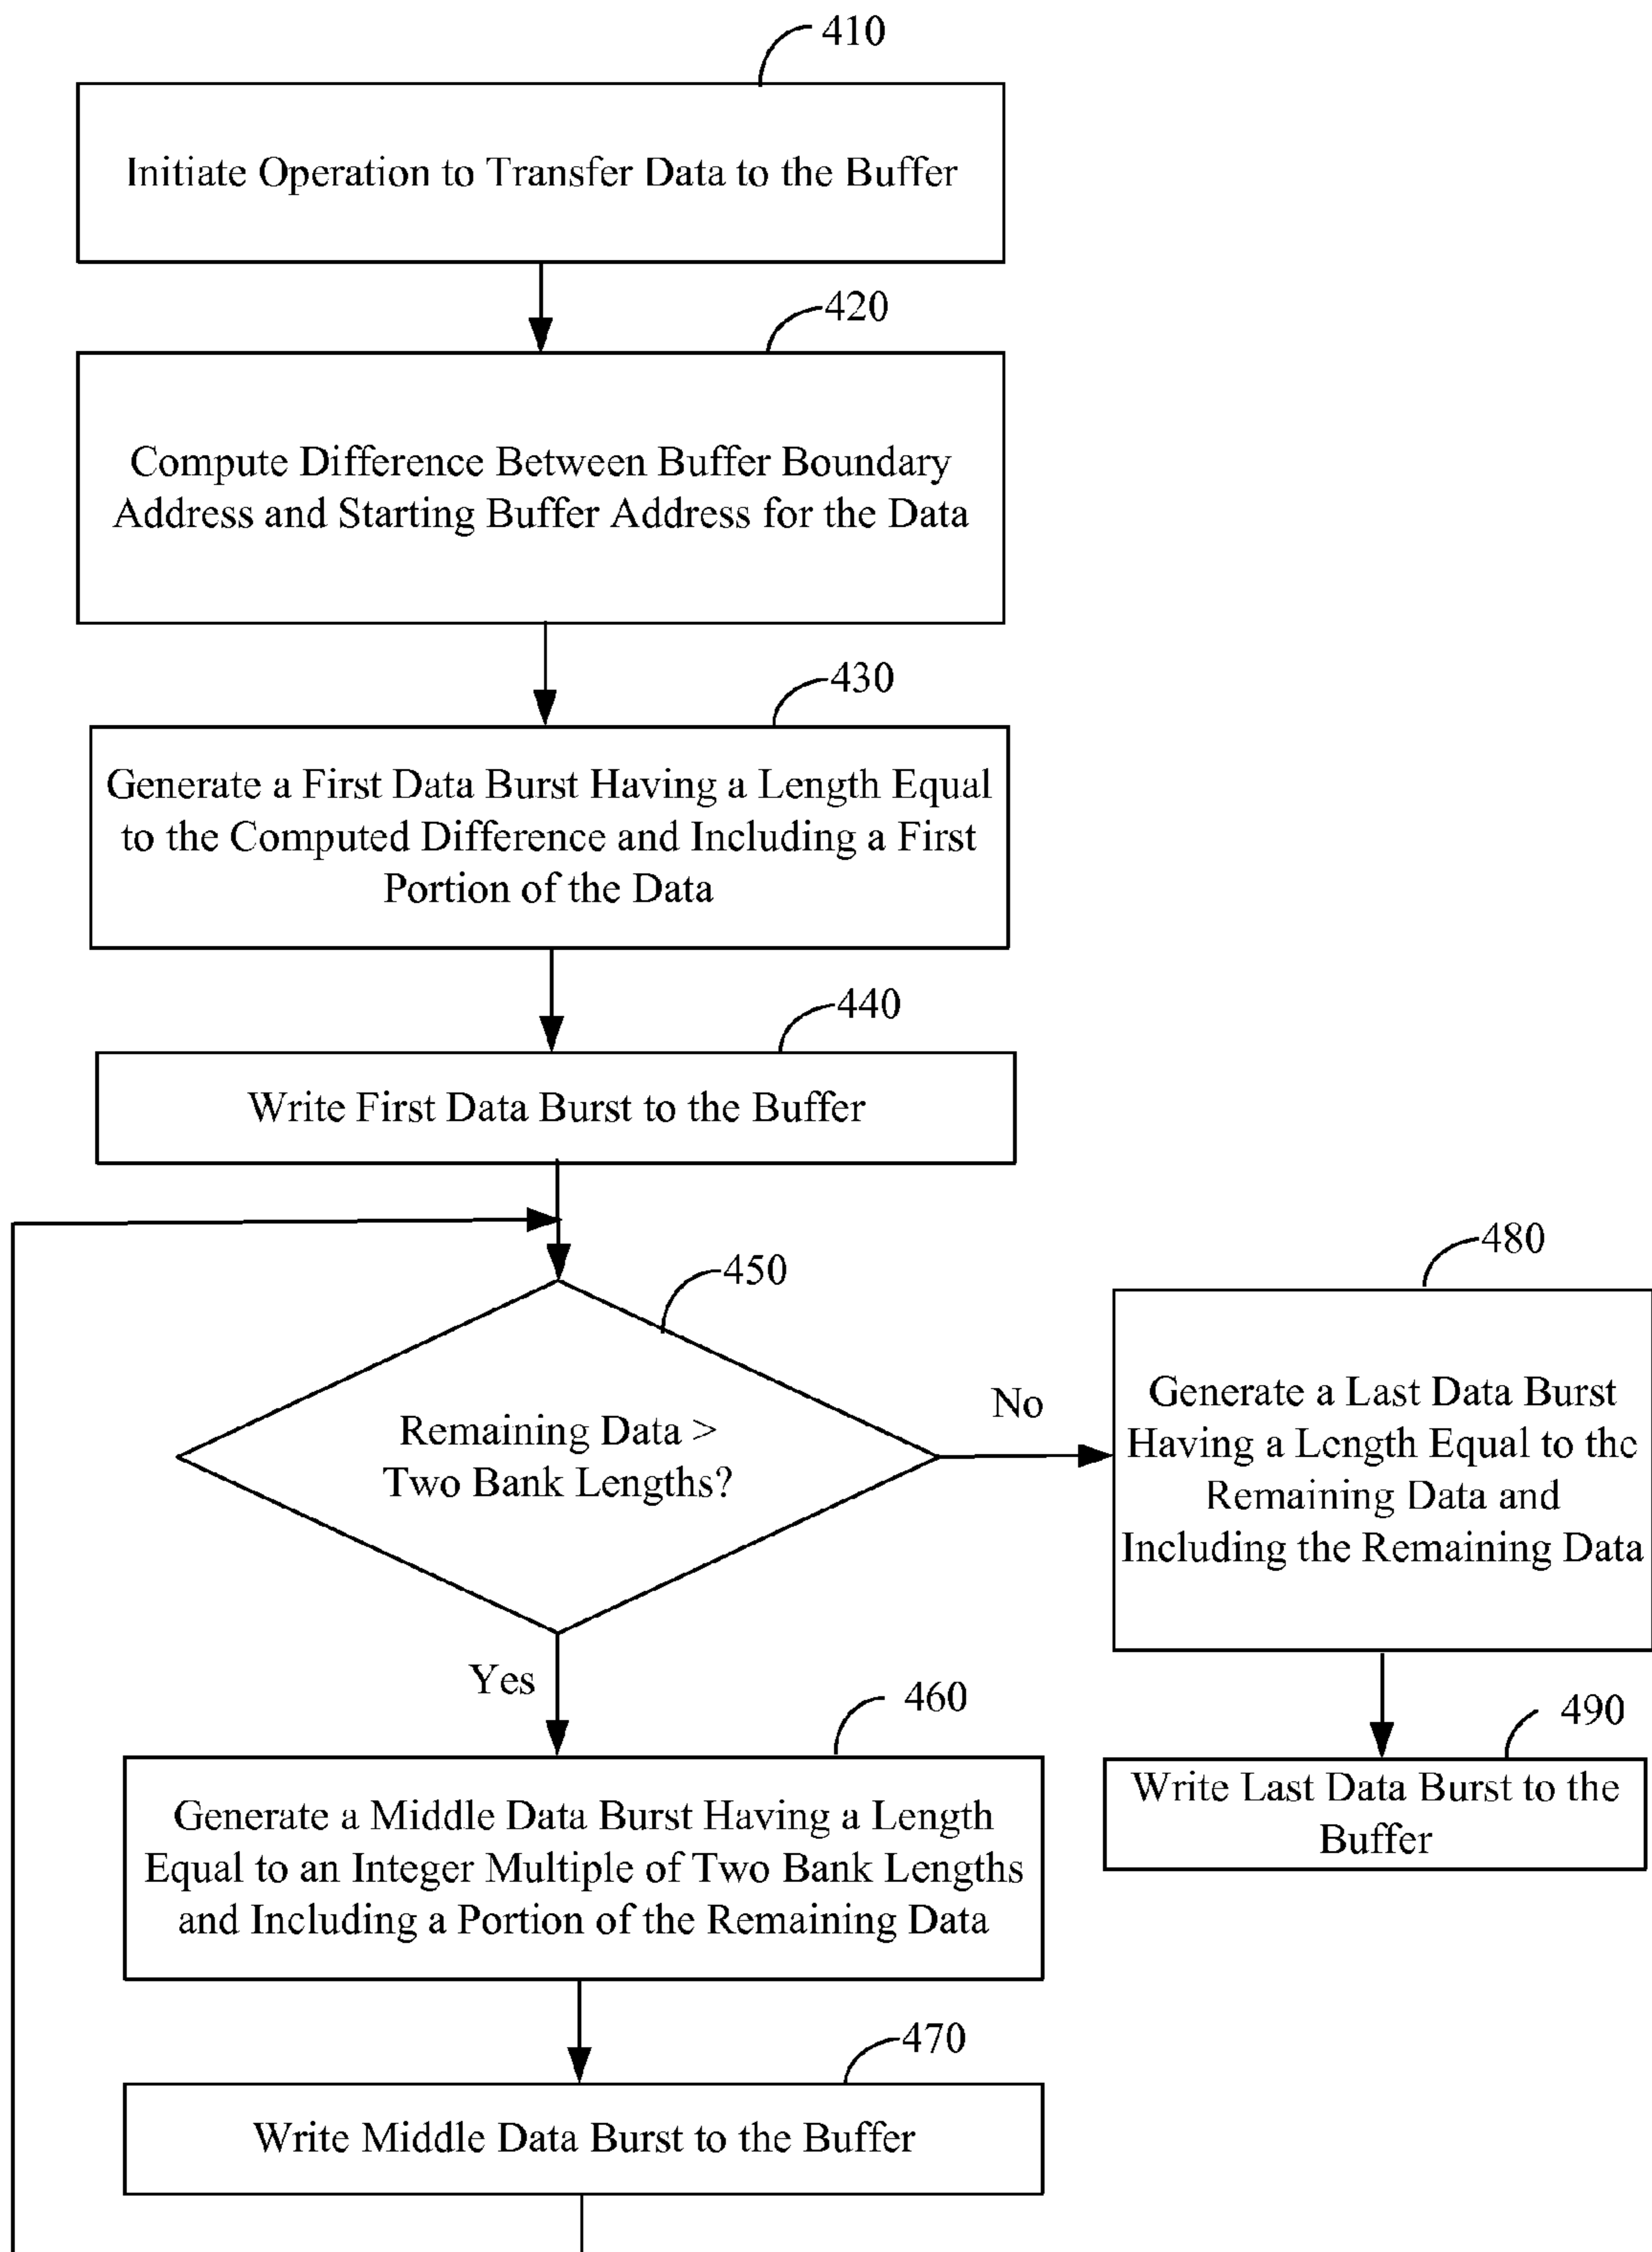 410
Initiate Operation to Transfer Data to the Buffer
420
Compute Difference Between Buffer Boundary
Address and Starting Buffer Address for the Data
430
Generate a First Data Burst Having a Length Equal
to the Computed Difference and Including a First
Portion of the Data
440
Write First Data Burst to the Buffer
450
Remaining Data >
Two Bank Lengths?
No
480
Generate a Last Data Burst
Having a Length Equal to the
Remaining Data and
Including the Remaining Data
Yes
460
Generate a Middle Data Burst Having a Length
Equal to an Integer Multiple of Two Bank Lengths
and Including a Portion of the Remaining Data
490
Write Last Data Burst to the
Buffer
470
Write Middle Data Burst to the Buffer